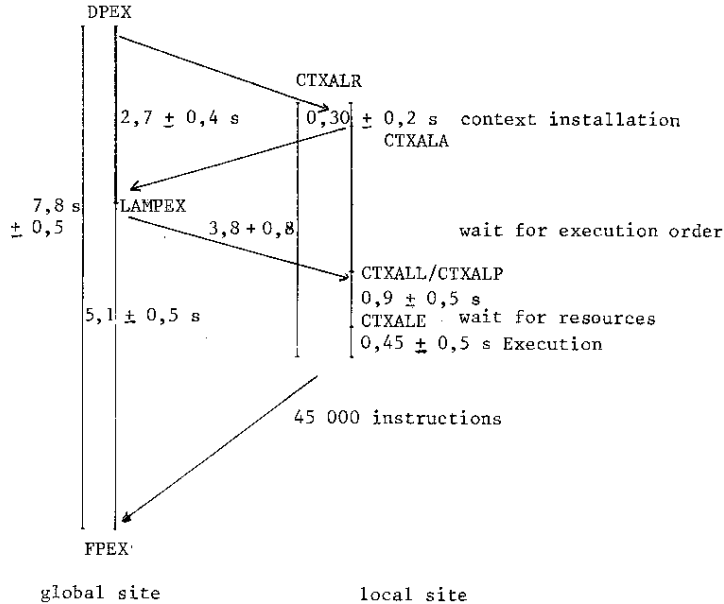 DPEX
CTXALR
2,7 ± 0,4 s
0,30 ± 0,2 s context installation
CTXALA
7,8 s
± 0,5
LAMPEX
3,8 + 0,8
wait for execution order
CTXALL/CTXALP
0,9 ± 0,5 s
5,1 ± 0,5 s
CTXALE wait for resources
0,45 ± 0,5 s Execution
45 000 instructions
FPEX
global site local site